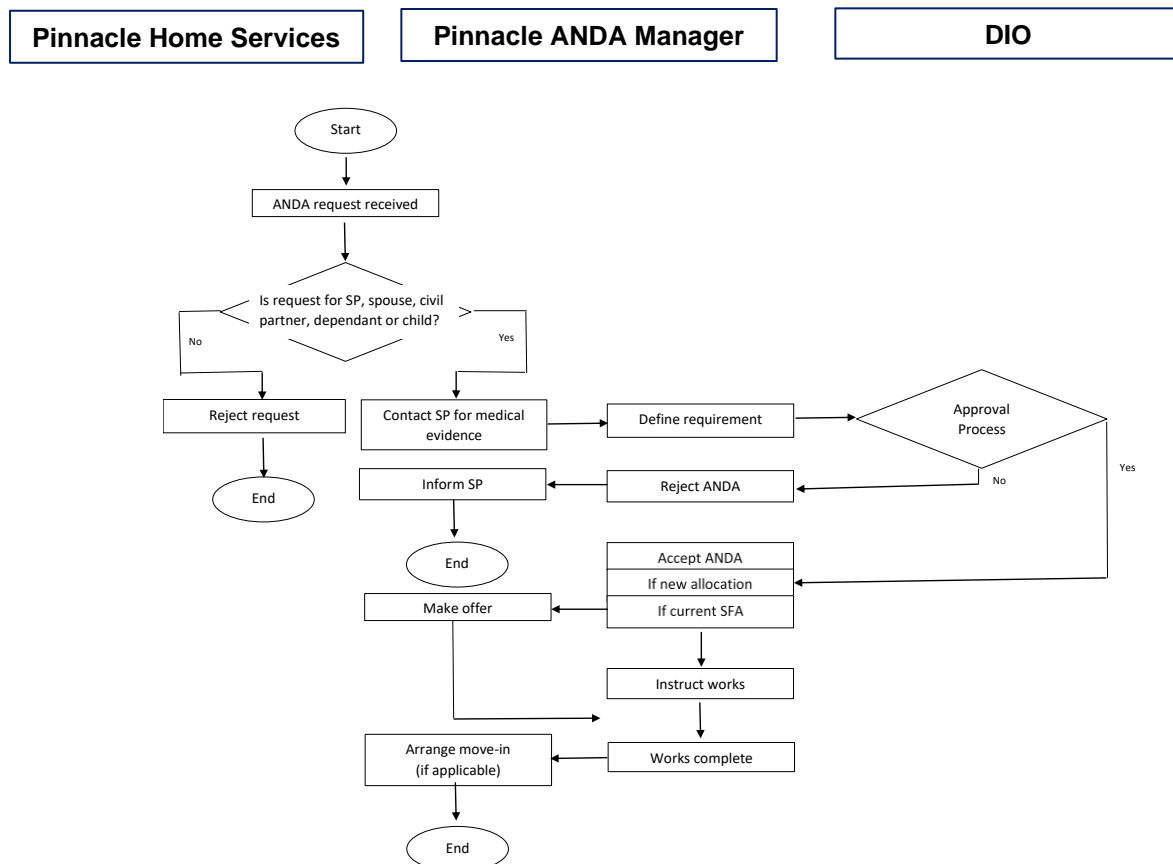 Pinnacle Home Services
Pinnacle ANDA Manager
DIO
Start
ANDA request received
Is request for SP, spouse, civil
partner, dependant or child?
No
Yes
Reject request
Contact SP for medical
evidence
Define requirement
Approval
Process
Yes
No
End
Inform SP
Reject ANDA
End
Accept ANDA
If new allocation
Make offer
If current SFA
Instruct works
Arrange move-in
(if applicable)
Works complete
End